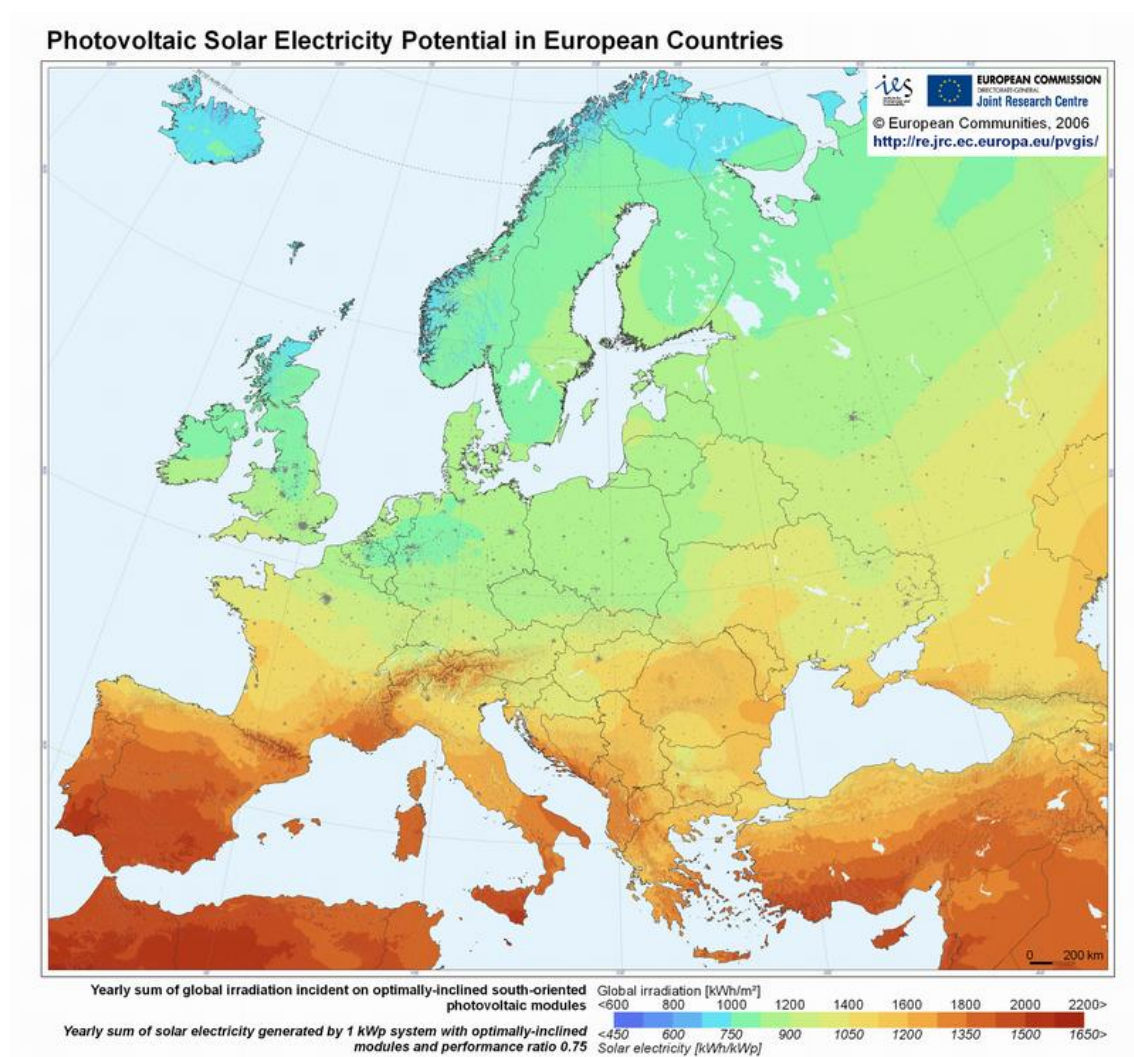 Photovoltaic Solar Electricity Potential in European Countries
ies
EUROPEAN COMMISSION
DIRECTORATE-GENERAL
Joint Research Centre
© European Communities, 2006
http://re.jrc.ec.europa.eu/pvgis/
0 200 km
Yearly sum of global irradiation incident on optimally-inclined south-oriented
photovoltaic modules
Yearly sum of solar electricity generated by 1 kWp system with optimally-inclined
modules and performance ratio 0.75
Global irradiation [kWh/m²]
<600 800 1000 1200 1400 1600 1800 2000 2200>
<450 600 750 900 1050 1200 1350 1500 1650>
Solar electricity [kWh/kWp]